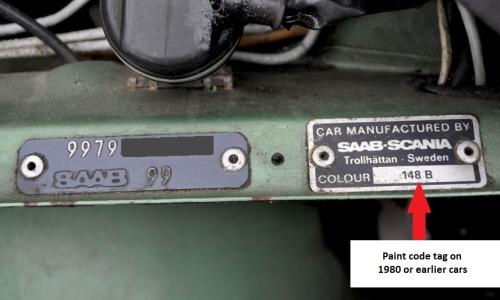 9979
SAAB 99
CAR MANUFACTURED BY
SAAB-SCANIA
Trollhättan · Sweden
COLOUR 148 B
Paint code tag on
1980 or earlier cars